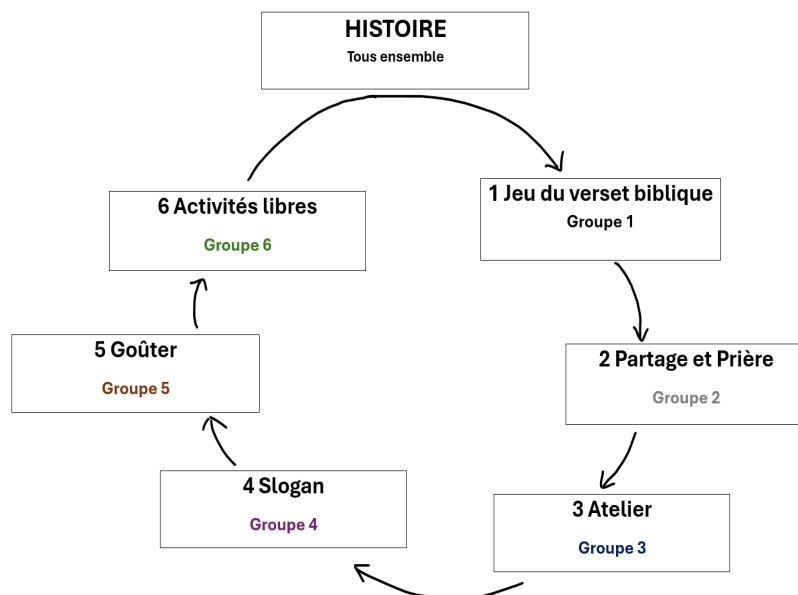 HISTOIRE
Tous ensemble
1 Jeu du verset biblique
Groupe 1
2 Partage et Prière
Groupe 2
3 Atelier
Groupe 3
4 Slogan
Groupe 4
5 Goûter
Groupe 5
6 Activités libres
Groupe 6